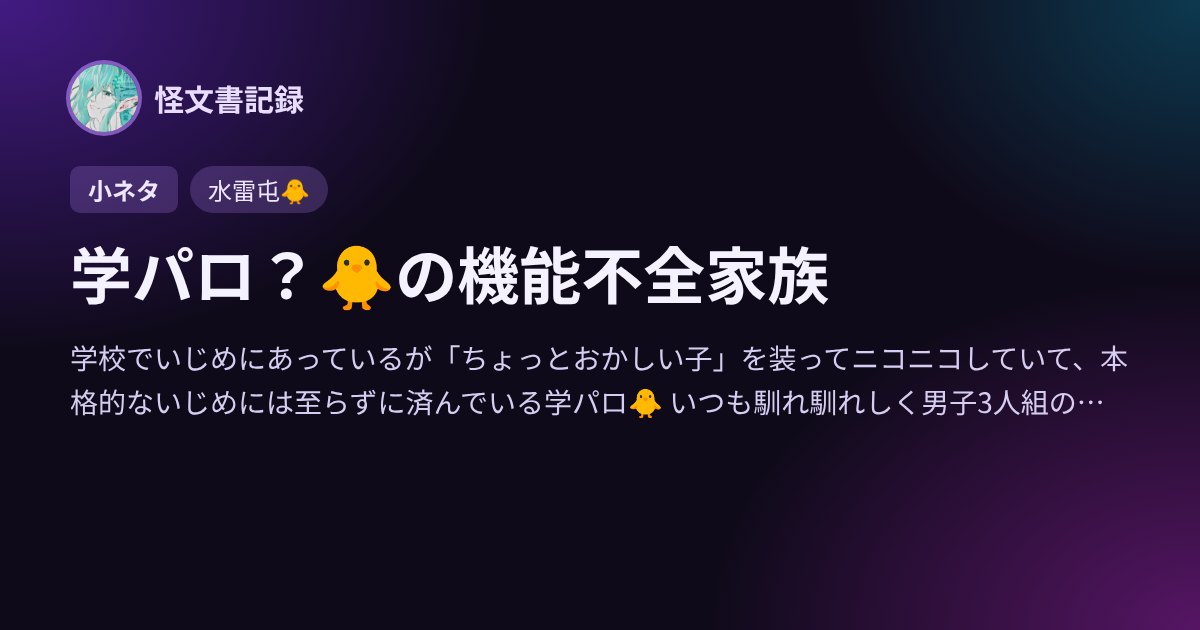 怪文書記録
小ネタ
水雷屯🐥
学パロ？🐥の機能不全家族
学校でいじめにあっているが「ちょっとおかしい子」を装ってニコニコしていて、本
格的ないじめには至らずに済んでいる学パロ🐥 いつも馴れ馴れしく男子3人組の…